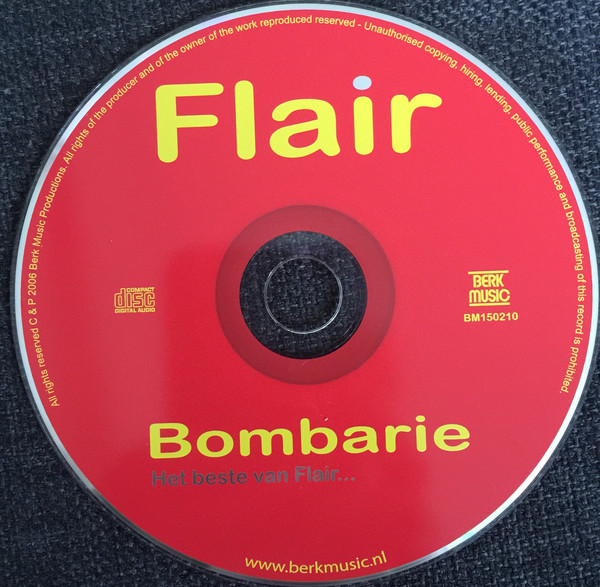 All rights reserved C & P 2006 Berk Music Productions. All rights of the producer and of the owner of the work reproduced reserved - Unauthorised copying, hiring, lending, public performance and broadcasting of this record is prohibited.
Flair
COMPACT
disc
DIGITAL AUDIO
BERK
MUSIC
BM150210
Bombarie
Het beste van Flair...
www.berkmusic.nl